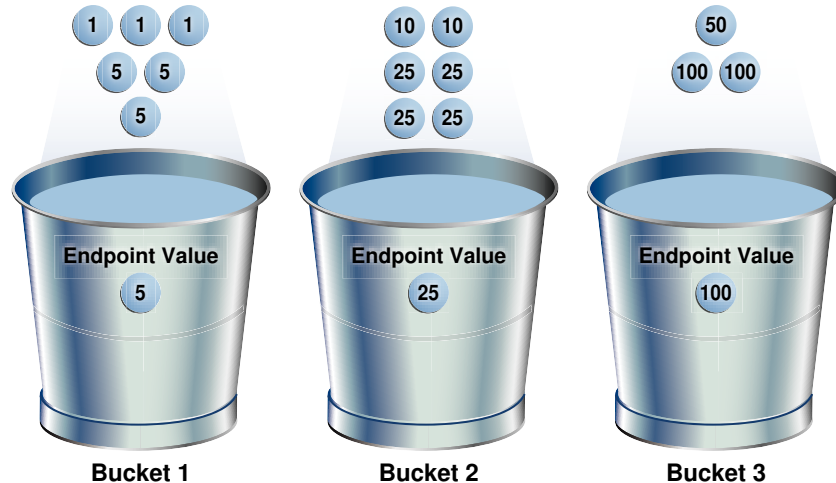 1 1 1
5 5
5
Endpoint Value
5
Bucket 1
10 10
25 25
25 25
Endpoint Value
25
Bucket 2
50
100 100
Endpoint Value
100
Bucket 3